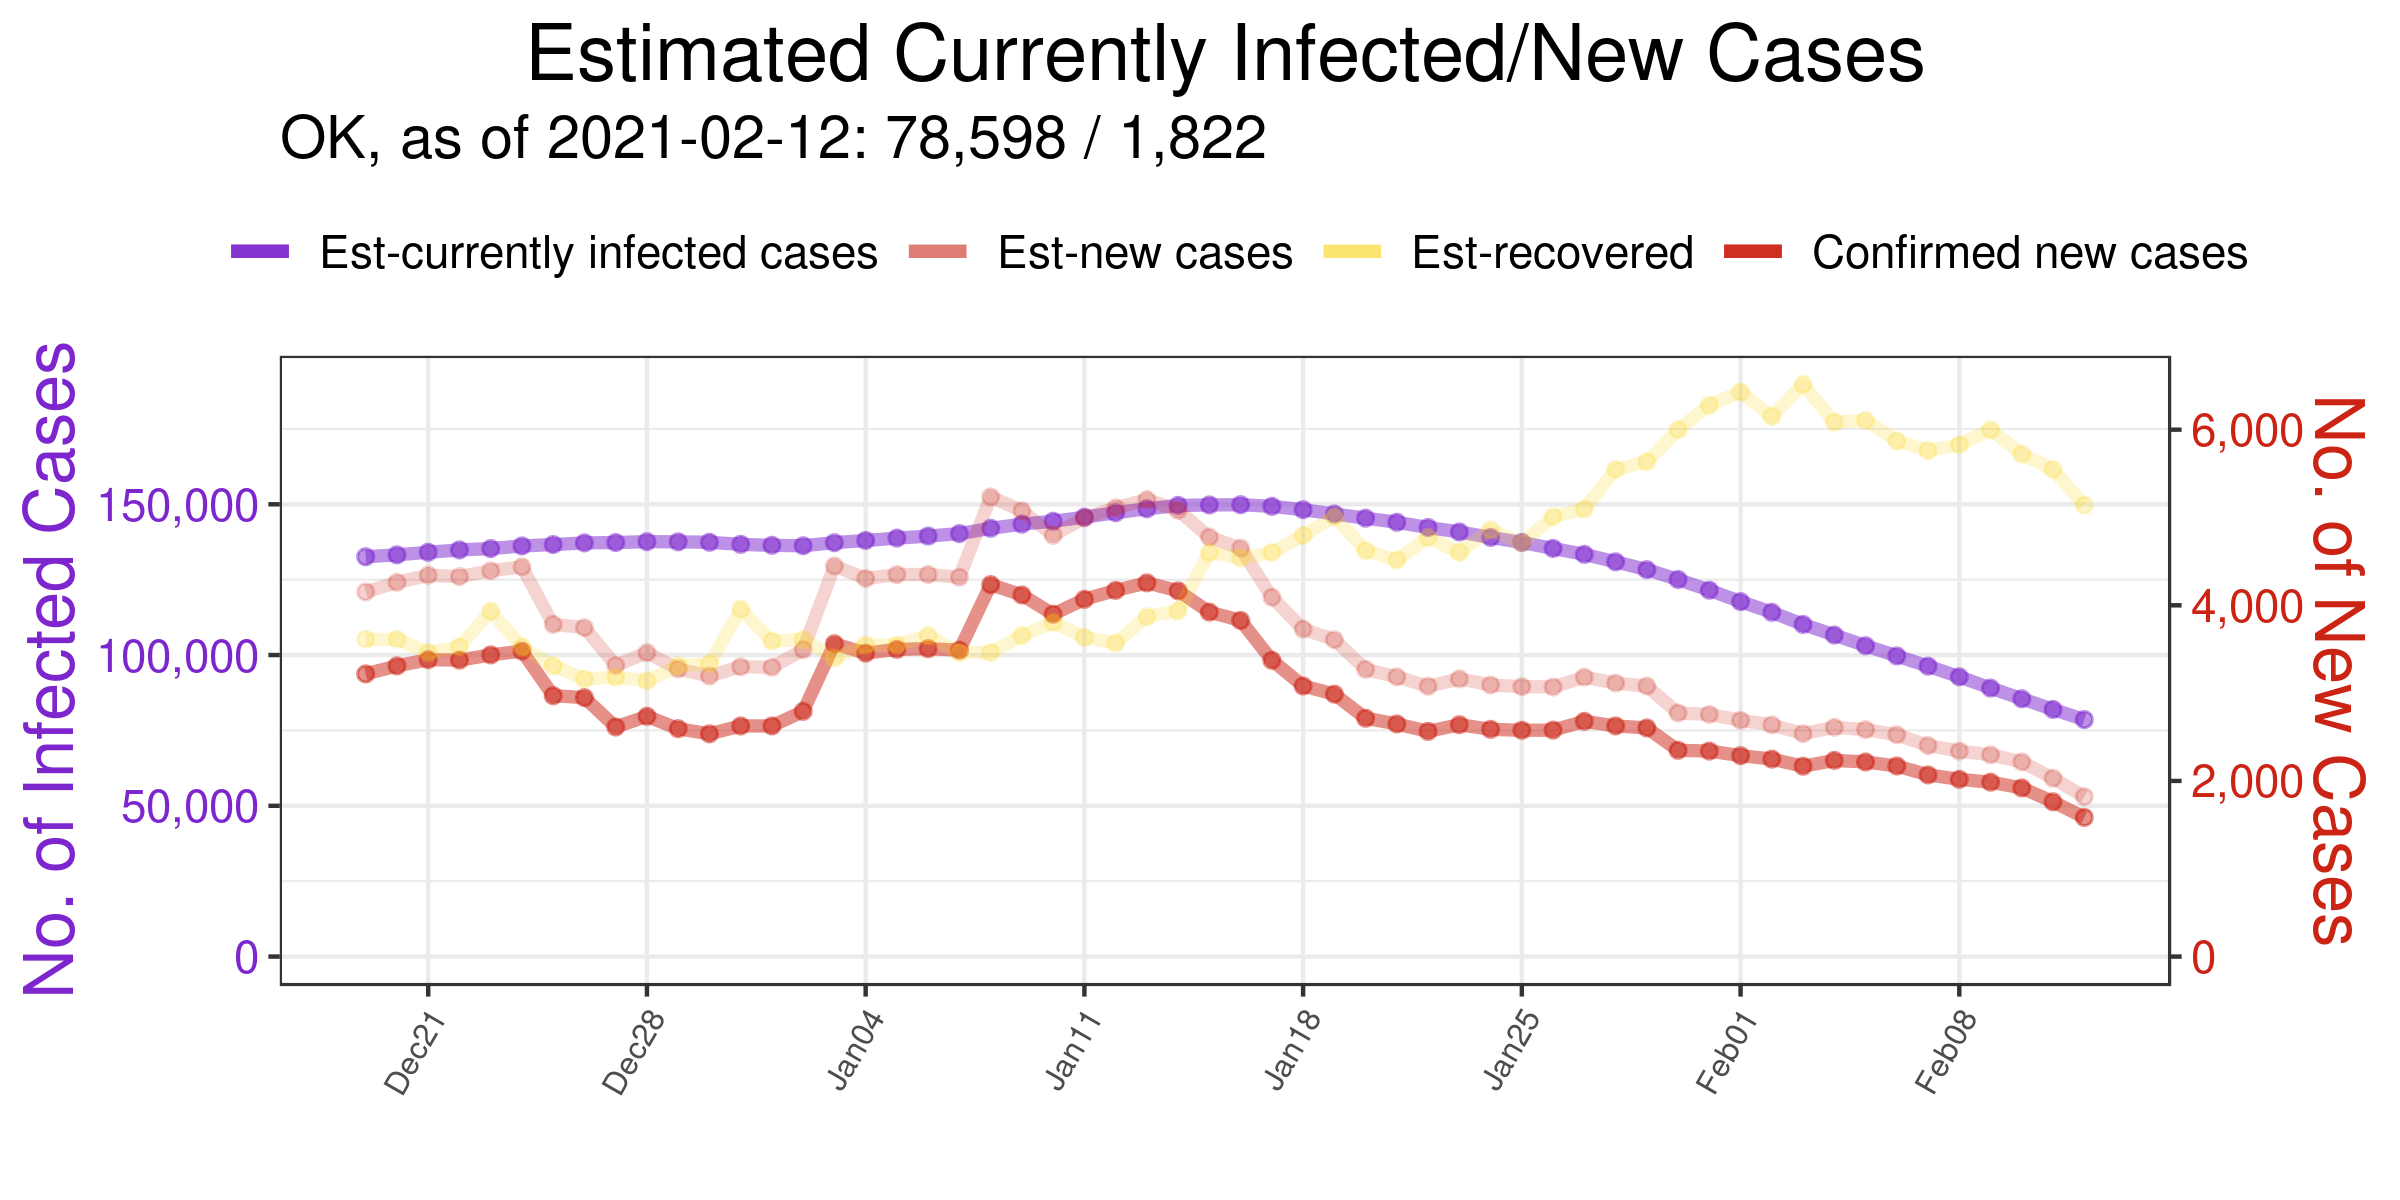 Estimated Currently Infected/New Cases
OK, as of 2021-02-12: 78,598 / 1,822
Est-currently infected cases Est-new cases Est-recovered Confirmed new cases
No. of Infected Cases
150,000
100,000
50,000
0
6,000
4,000
2,000
0
No. of New Cases
Dec21 Dec28 Jan04 Jan11 Jan18 Jan25 Feb01 Feb08